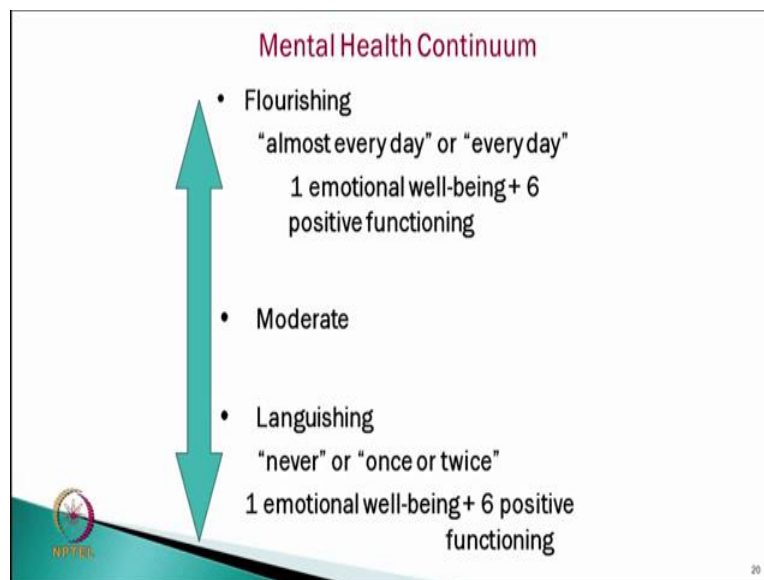 Mental Health Continuum
• Flourishing
“almost every day” or “every day”
1 emotional well-being + 6
positive functioning
• Moderate
• Languishing
“never” or “once or twice”
1 emotional well-being + 6 positive
functioning
NPTEL
20